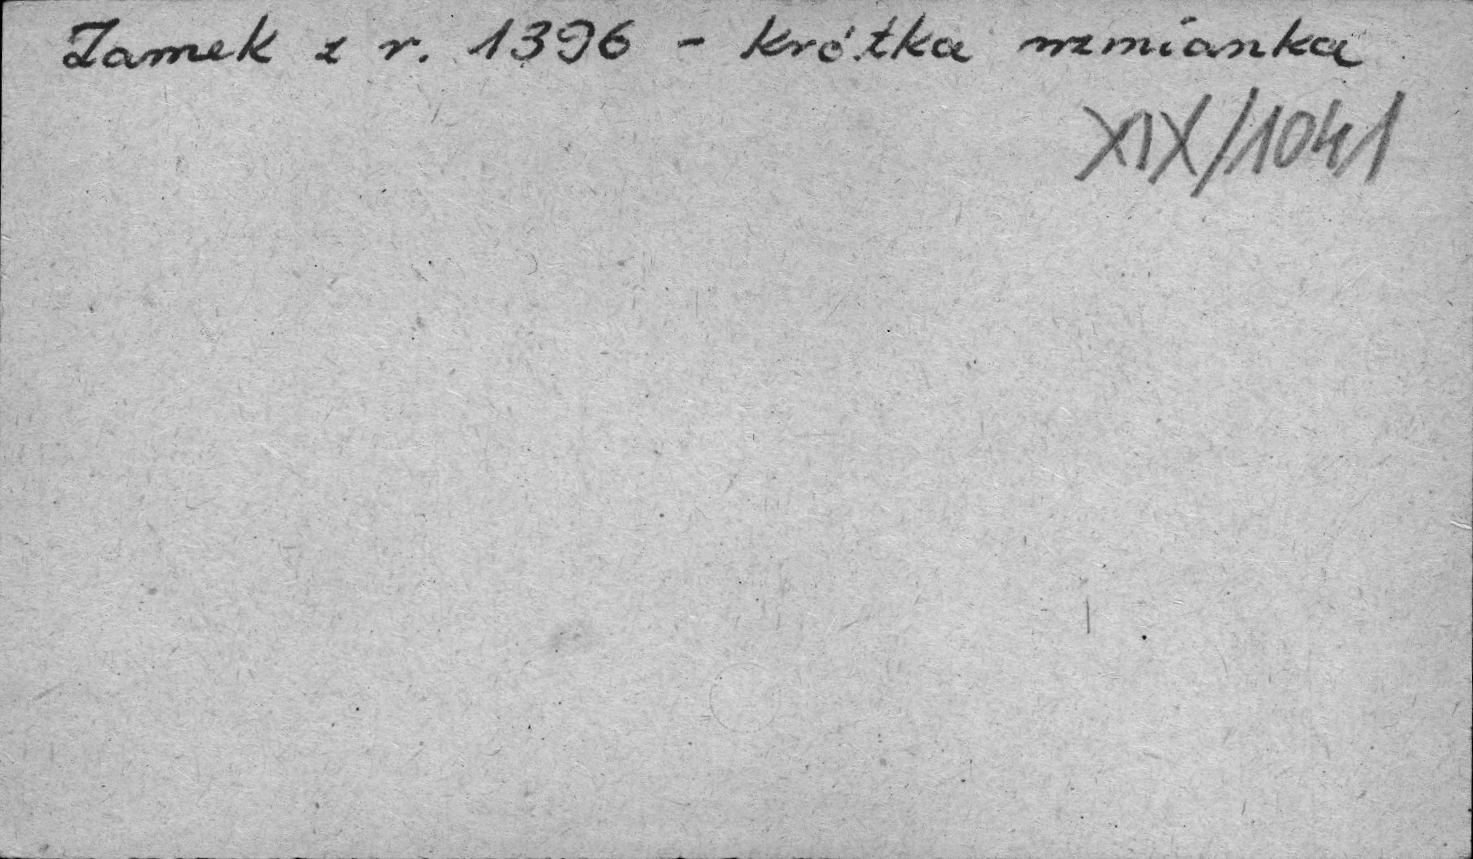 Zamek z r. 1396 - krótka wzmianka
XIX/1041